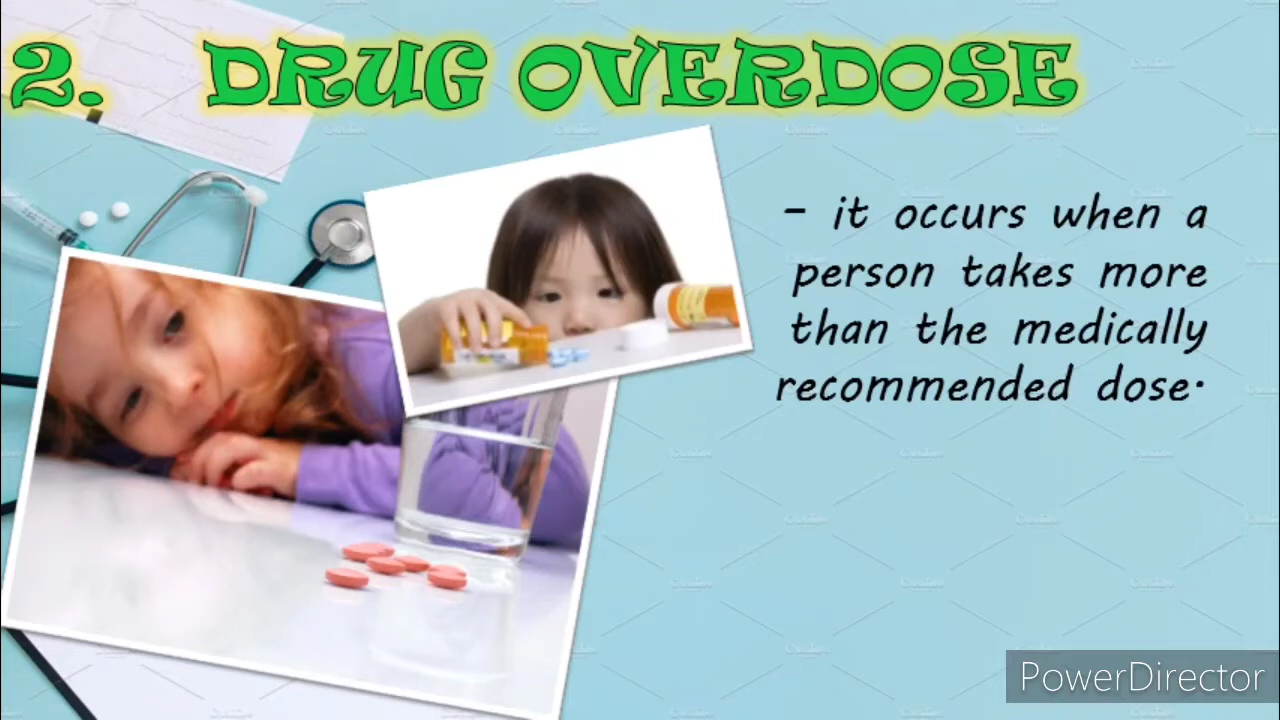 2. DRUG OVERDOSE
- it occurs when a
person takes more
than the medically
recommended dose.
PowerDirector